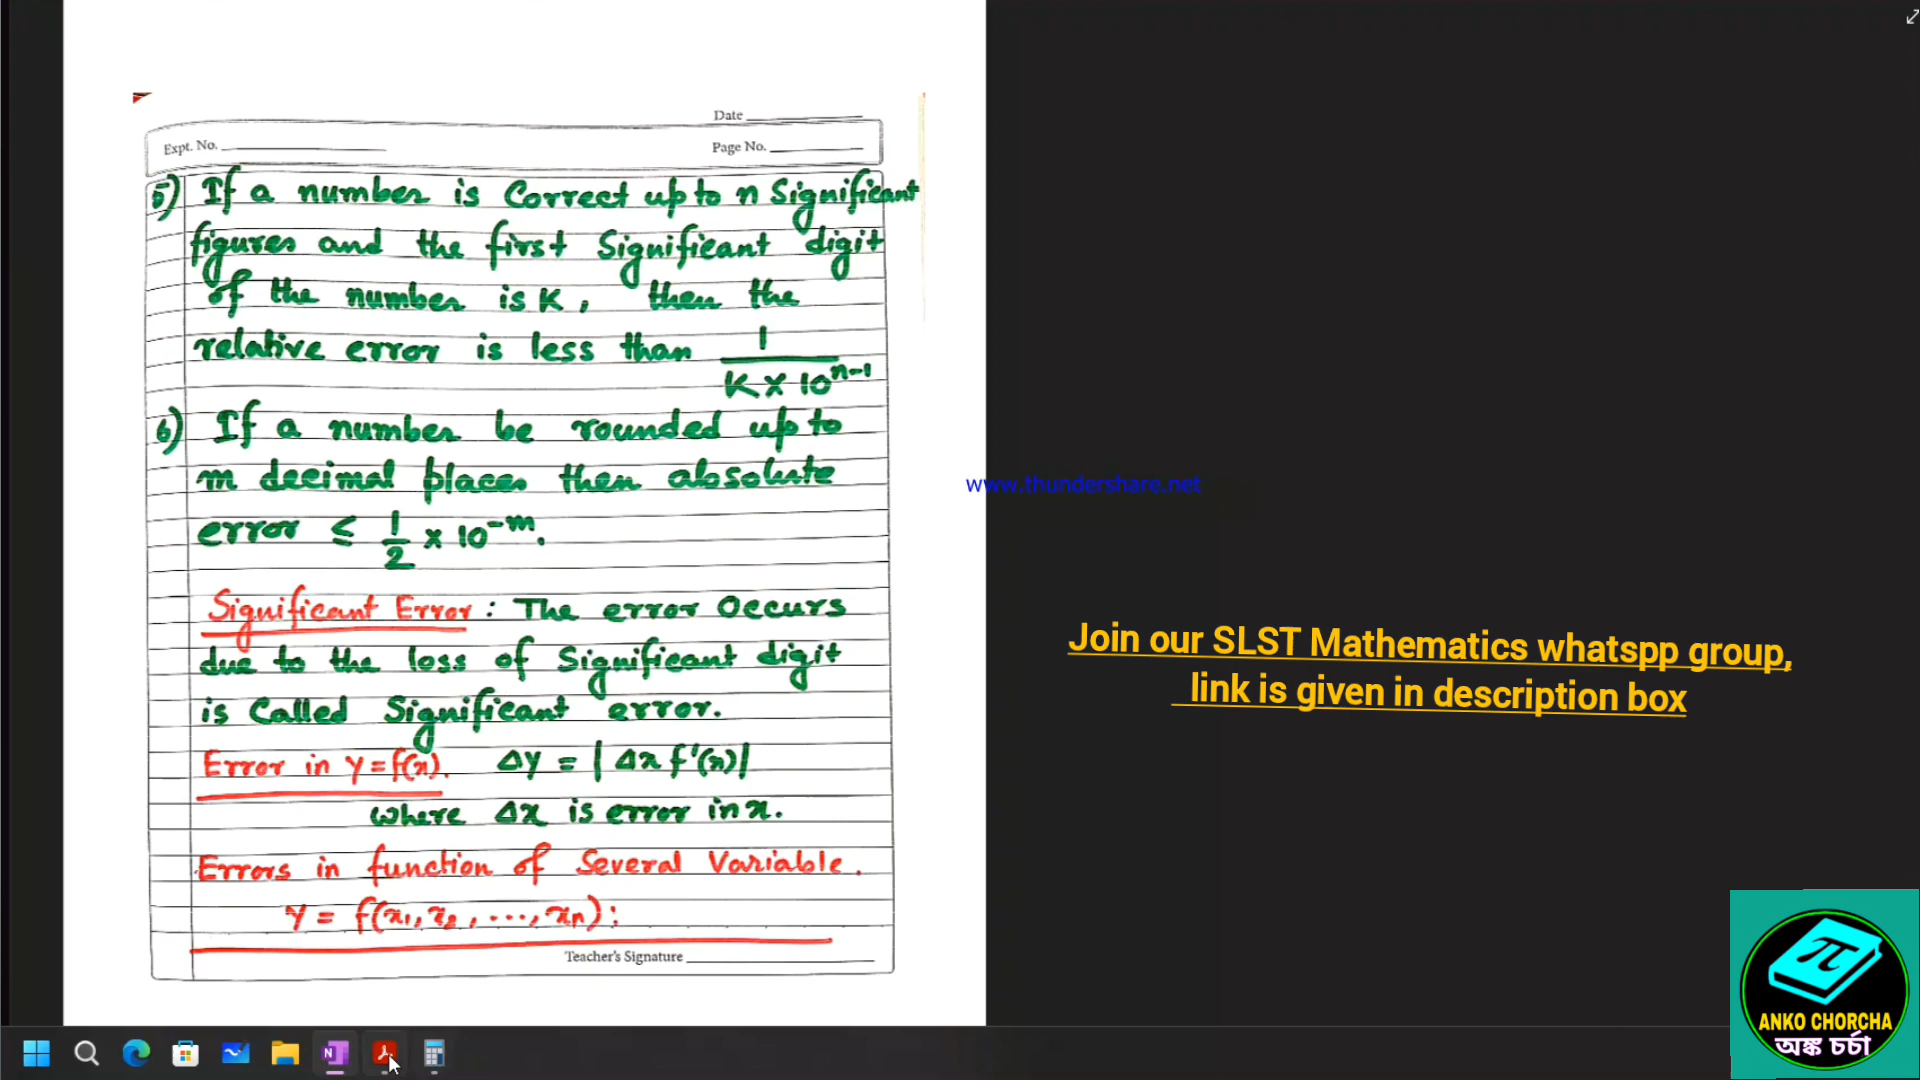 Date
Expt. No.
Page No.
5) If a number is Correct up to n Significant
figures and the first Significant digit
of the number is K, then the
relative error is less than 1/(K × 10^(n-1))
6) If a number be rounded up to
m decimal places then absolute
error ≤ 1/2 × 10^(-m).
Significant Error : The error Occurs
due to the loss of Significant digit
is Called Significant error.
Error in y = f(x). Δy = | Δx f'(x) |
where Δx is error in x.
Errors in function of Several Variable.
y = f(x₁, x₂, ..., xₙ) :
Teacher's Signature
www.thundershare.net
Join our SLST Mathematics whatspp group,
link is given in description box
π
ANKO CHORCHA
অঙ্ক চর্চা